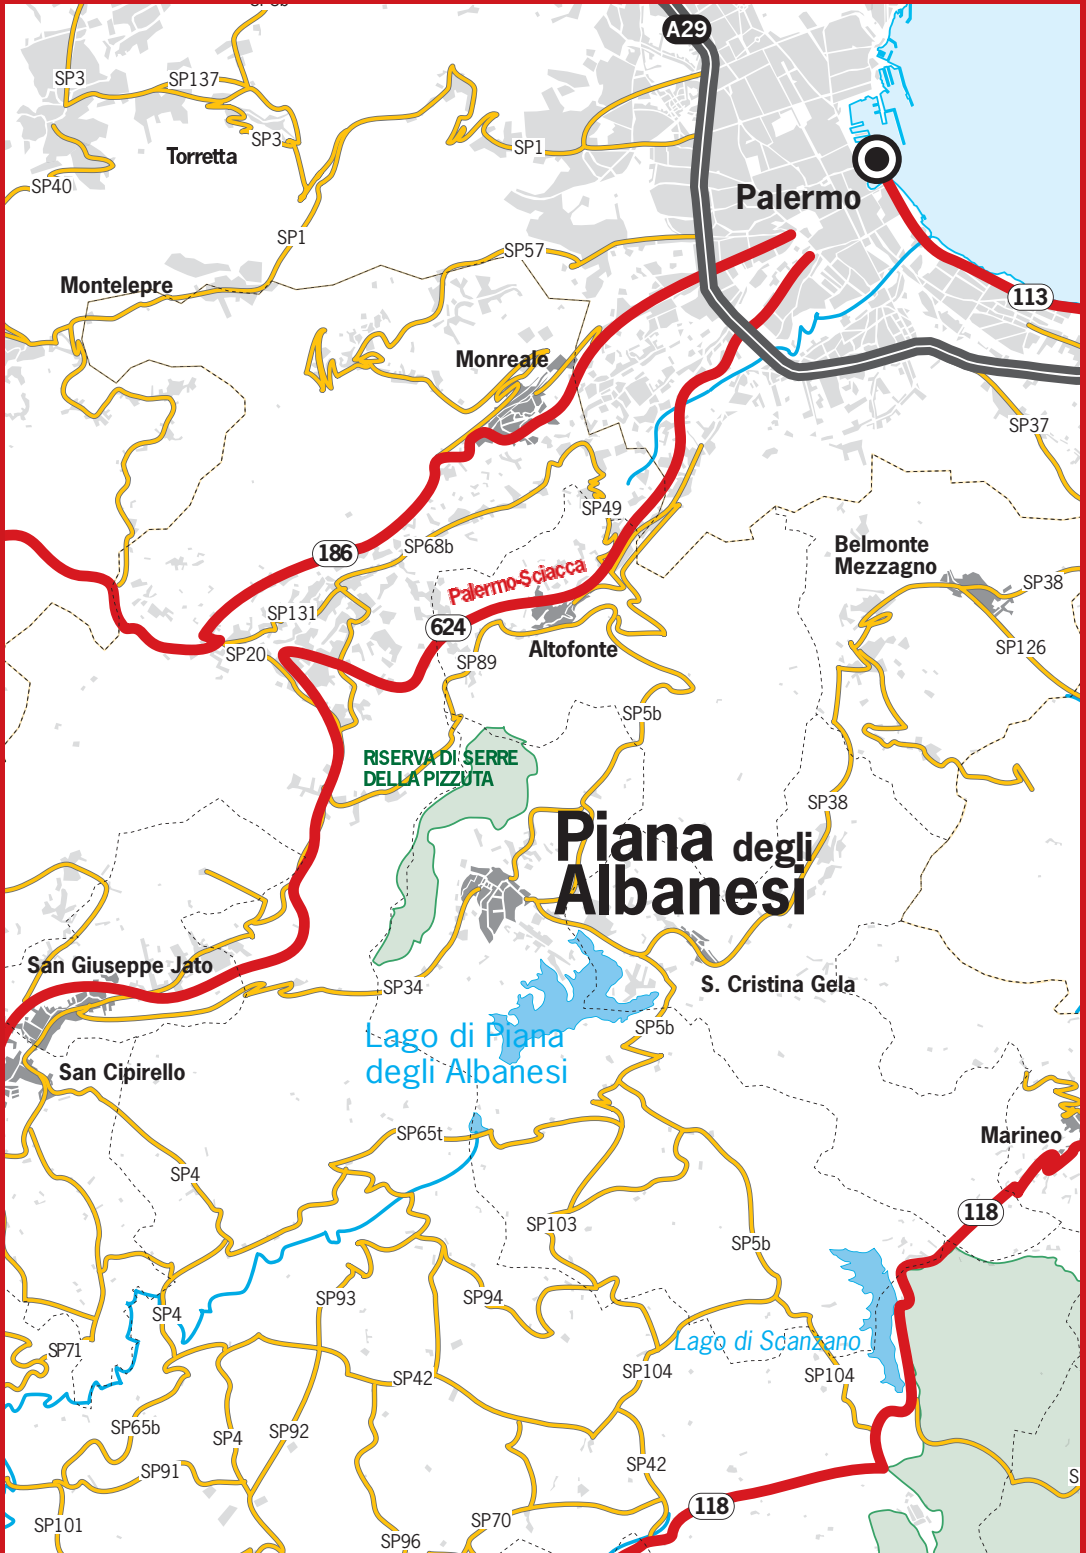 A29
SP3
SP137
SP3
Torretta
SP1
SP40
Palermo
SP1
SP57
Montelepre
113
Monreale
SP37
SP49
186
SP68b
Belmonte
Mezzagno
Palermo-Sciacca
SP38
SP131
624
SP20
SP89
Altofonte
SP126
SP5b
RISERVA DI SERRE
DELLA PIZZUTA
SP38
Piana degli
Albanesi
San Giuseppe Jato
SP34
S. Cristina Gela
SP5b
Lago di Piana
degli Albanesi
San Cipirello
SP65t
Marineo
SP4
118
SP103
SP5b
SP93
SP94
SP4
Lago di Scanzano
SP71
SP42
SP104
SP104
SP65b
SP4
SP92
SP91
SP42
118
SP101
SP70
SP96